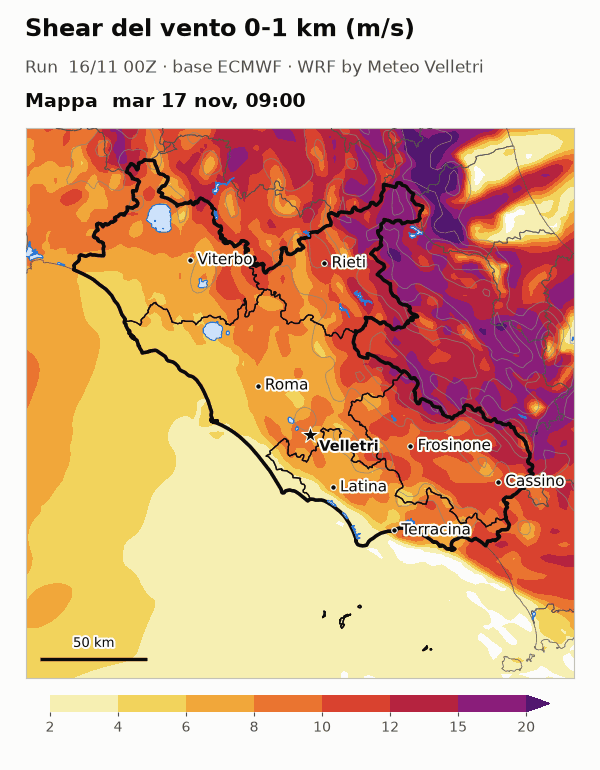 Shear del vento 0-1 km (m/s)
Run 16/11 00Z · base ECMWF · WRF by Meteo Velletri
Mappa mar 17 nov, 09:00
Viterbo
Rieti
Roma
Velletri
Frosinone
Latina
Cassino
Terracina
50 km
2 4 6 8 10 12 15 20